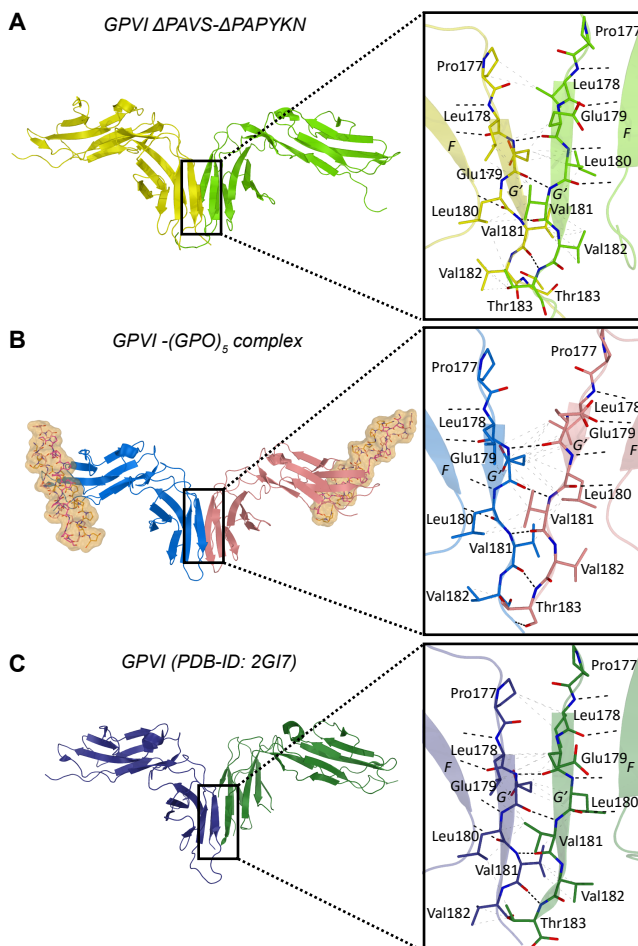 A
GPVI ΔPAVS-ΔPAPYKN
Pro177
Pro177
Leu178
Leu178
Glu179
F
F
Leu180
Glu179
G'
G'
Val181
Leu180
Val181
Val182
Val182
Thr183
Thr183
B
GPVI -(GPO)5 complex
Pro177
Pro177
Leu178
Leu178
Glu179
G'
Glu179
F
F
G'
Leu180
Val181
Leu180
Val181
Val182
Val182
Thr183
C
GPVI (PDB-ID: 2GI7)
Pro177
Pro177
Leu178
Leu178
Glu179
F
F
Glu179
G'
G'
Leu180
Leu180
Val181
Val181
Val182
Val182
Thr183